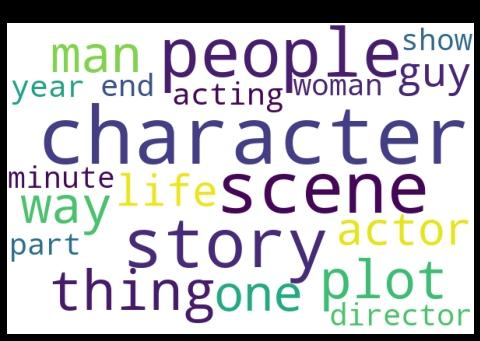 man people show
year end acting woman guy
character
minute life scene
way
part story actor
thing one plot
director